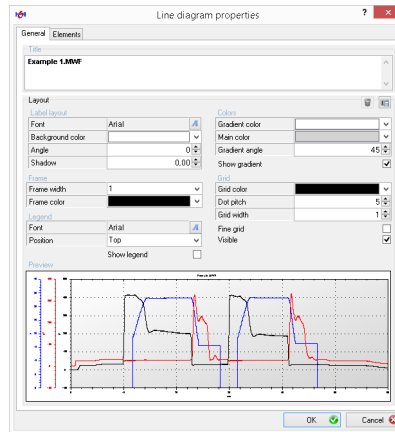 Line diagram properties
?
General Elements
Title
Example 1.MWF
Layout
Label layout
Font Arial
Background color
Angle 0
Shadow 0.00
Frame
Frame width 1
Frame color
Legend
Font Arial
Position Top
Show legend
Colors
Gradient color
Main color
Gradient angle 45
Show gradient
Grid
Grid color
Dot pitch 5
Grid width 1
Fine grid
Visible
Preview
OK Cancel